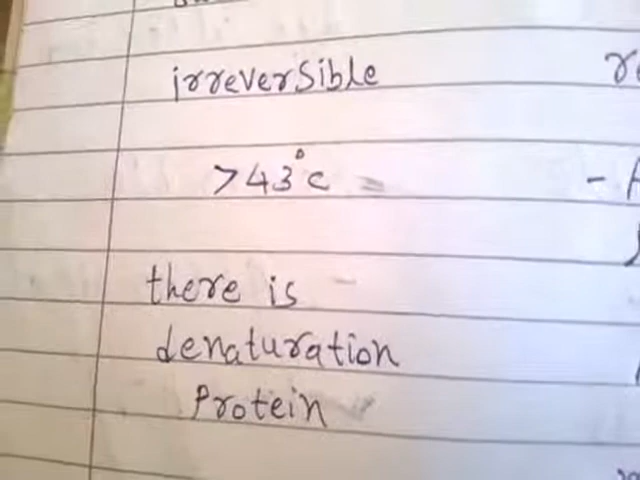 irreversible
>43°c
-
there is
denaturation
Protein